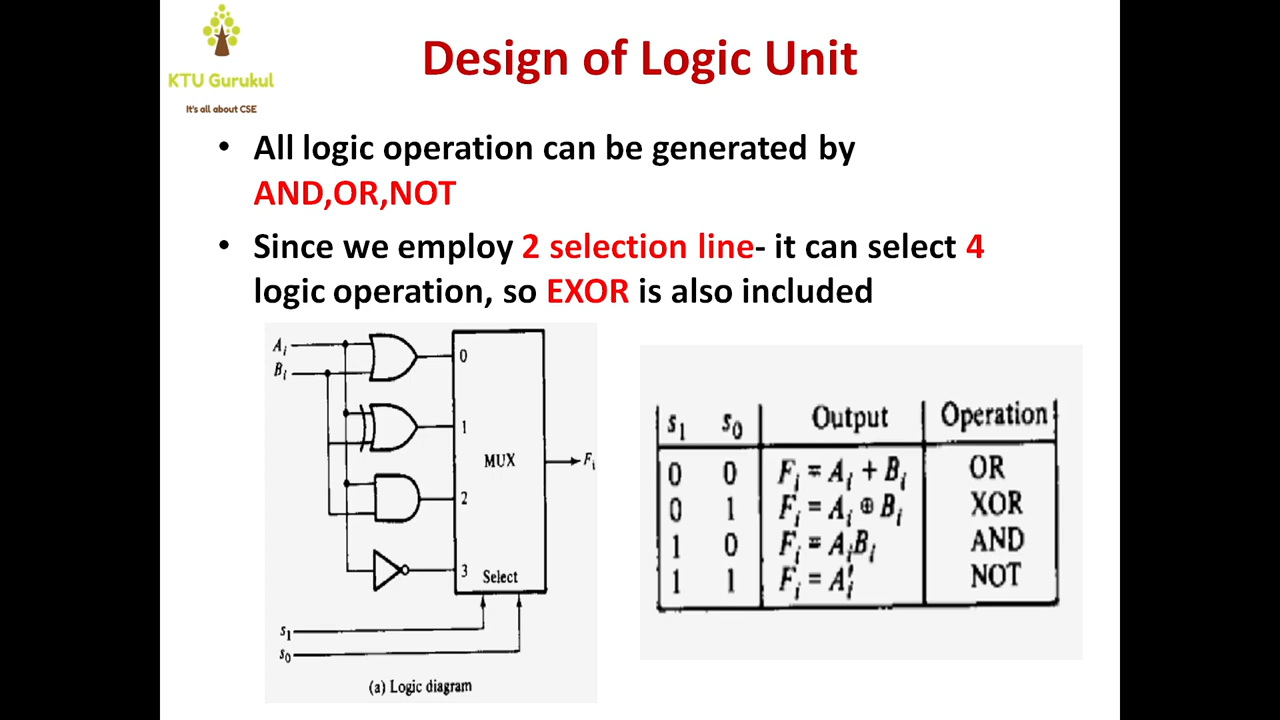 KTU Gurukul
It's all about CSE
Design of Logic Unit
• All logic operation can be generated by
AND,OR,NOT
• Since we employ 2 selection line- it can select 4
logic operation, so EXOR is also included
Ai
Bi
0
1
MUX
Fi
2
3
Select
s1
s0
(a) Logic diagram
s1 s0 Output Operation
0 0 Fi = Ai + Bi OR
0 1 Fi = Ai ⊕ Bi XOR
1 0 Fi = AiBi AND
1 1 Fi = A'i NOT